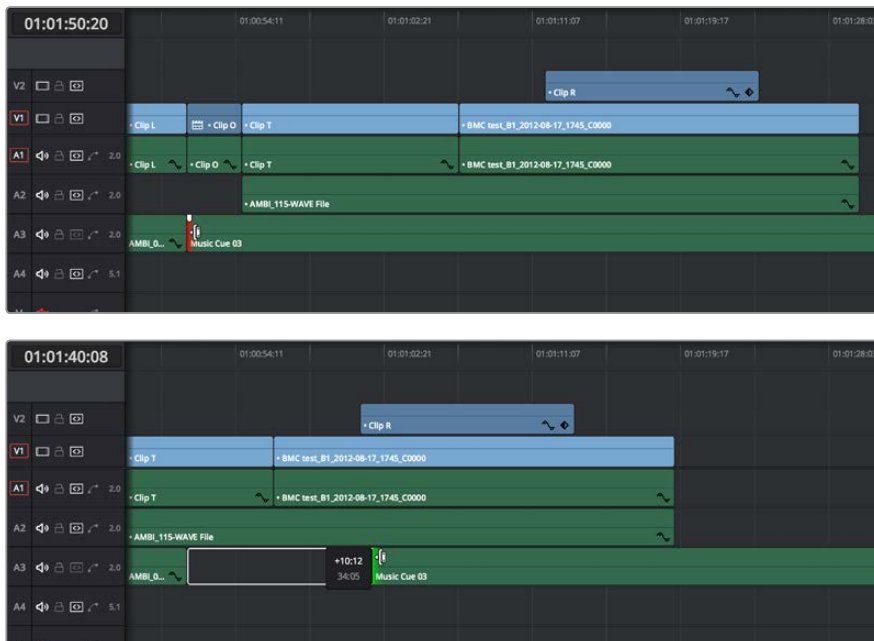 01:01:50:20
01:00:54:11 01:01:02:21 01:01:11:07 01:01:19:17 01:01:28:0
V2 • Clip R
V1 • Clip L • Clip O • Clip T • BMC test_B1_2012-08-17_1745_C0000
A1 2.0 • Clip L • Clip O • Clip T • BMC test_B1_2012-08-17_1745_C0000
A2 2.0 • AMBI_115-WAVE File
A3 2.0 AMBI_0... Music Cue 03
A4 5.1
01:01:40:08
01:00:54:11 01:01:02:21 01:01:11:07 01:01:19:17 01:01:28:0
V2 • Clip R
V1 • Clip T • BMC test_B1_2012-08-17_1745_C0000
A1 2.0 • Clip T • BMC test_B1_2012-08-17_1745_C0000
A2 2.0 • AMBI_115-WAVE File
+10:12
A3 2.0 AMBI_0... 34:05 Music Cue 03
A4 5.1